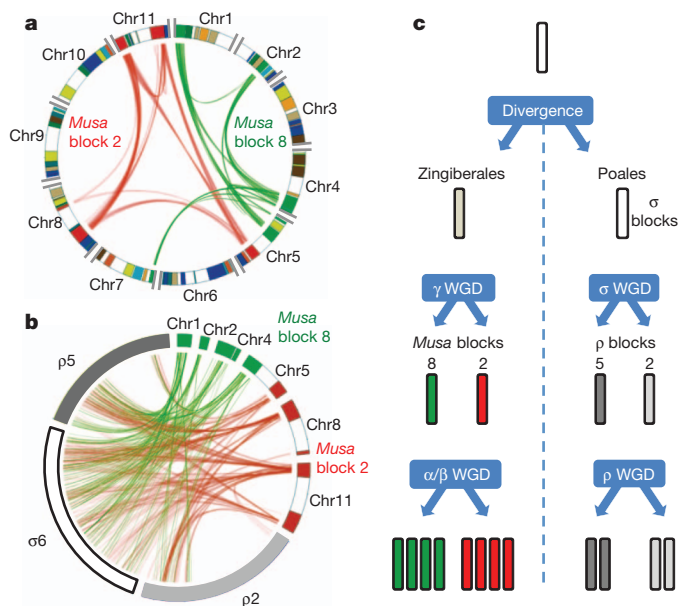 a
Chr11
Chr1
Chr10
Chr2
Chr3
Chr9
Musa
block 2
Musa
block 8
Chr4
Chr8
Chr5
Chr7
Chr6
b
Musa
block 8
Chr1
Chr2
Chr4
Chr5
ρ5
Chr8
Musa
block 2
σ6
Chr11
ρ2
c
Divergence
Zingiberales
Poales
σ
blocks
γ WGD
σ WGD
Musa blocks
ρ blocks
8 2
5 2
α/β WGD
ρ WGD